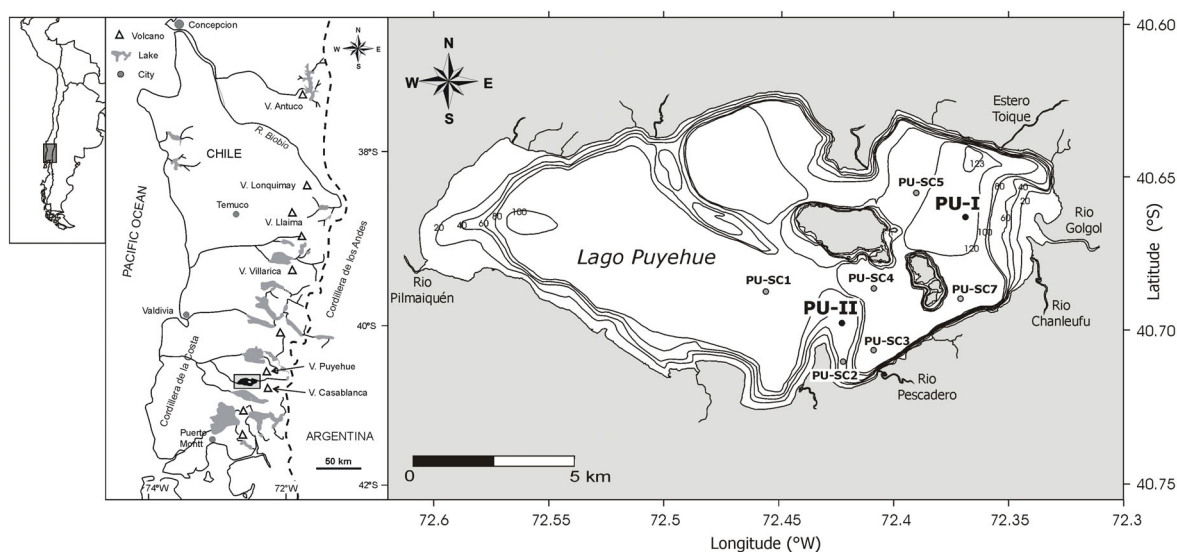 Concepcion
Volcano
Lake
City
N
W E
S
V. Antuco
R. Biobio
38°S
CHILE
V. Lonquimay
Temuco
V. Llaima
PACIFIC OCEAN
Cordillera de los Andes
V. Villarica
Valdivia
40°S
Cordillera de la Costa
V. Puyehue
V. Casablanca
Puerto
Montt
ARGENTINA
50 km
74°W
72°W
42°S
N
W E
S
Estero
Toique
123
PU-SC5
PU-I
80
40
60
20
100
120
Rio
Golgol
100
80
60
40
20
Lago Puyehue
PU-SC1
PU-SC4
PU-SC7
Rio
Pilmaiquén
PU-II
Rio
Chanleufu
PU-SC3
PU-SC2
Rio
Pescadero
0 5 km
40.60
40.65
40.70
40.75
Latitude (°S)
72.6 72.55 72.5 72.45 72.4 72.35 72.3
Longitude (°W)